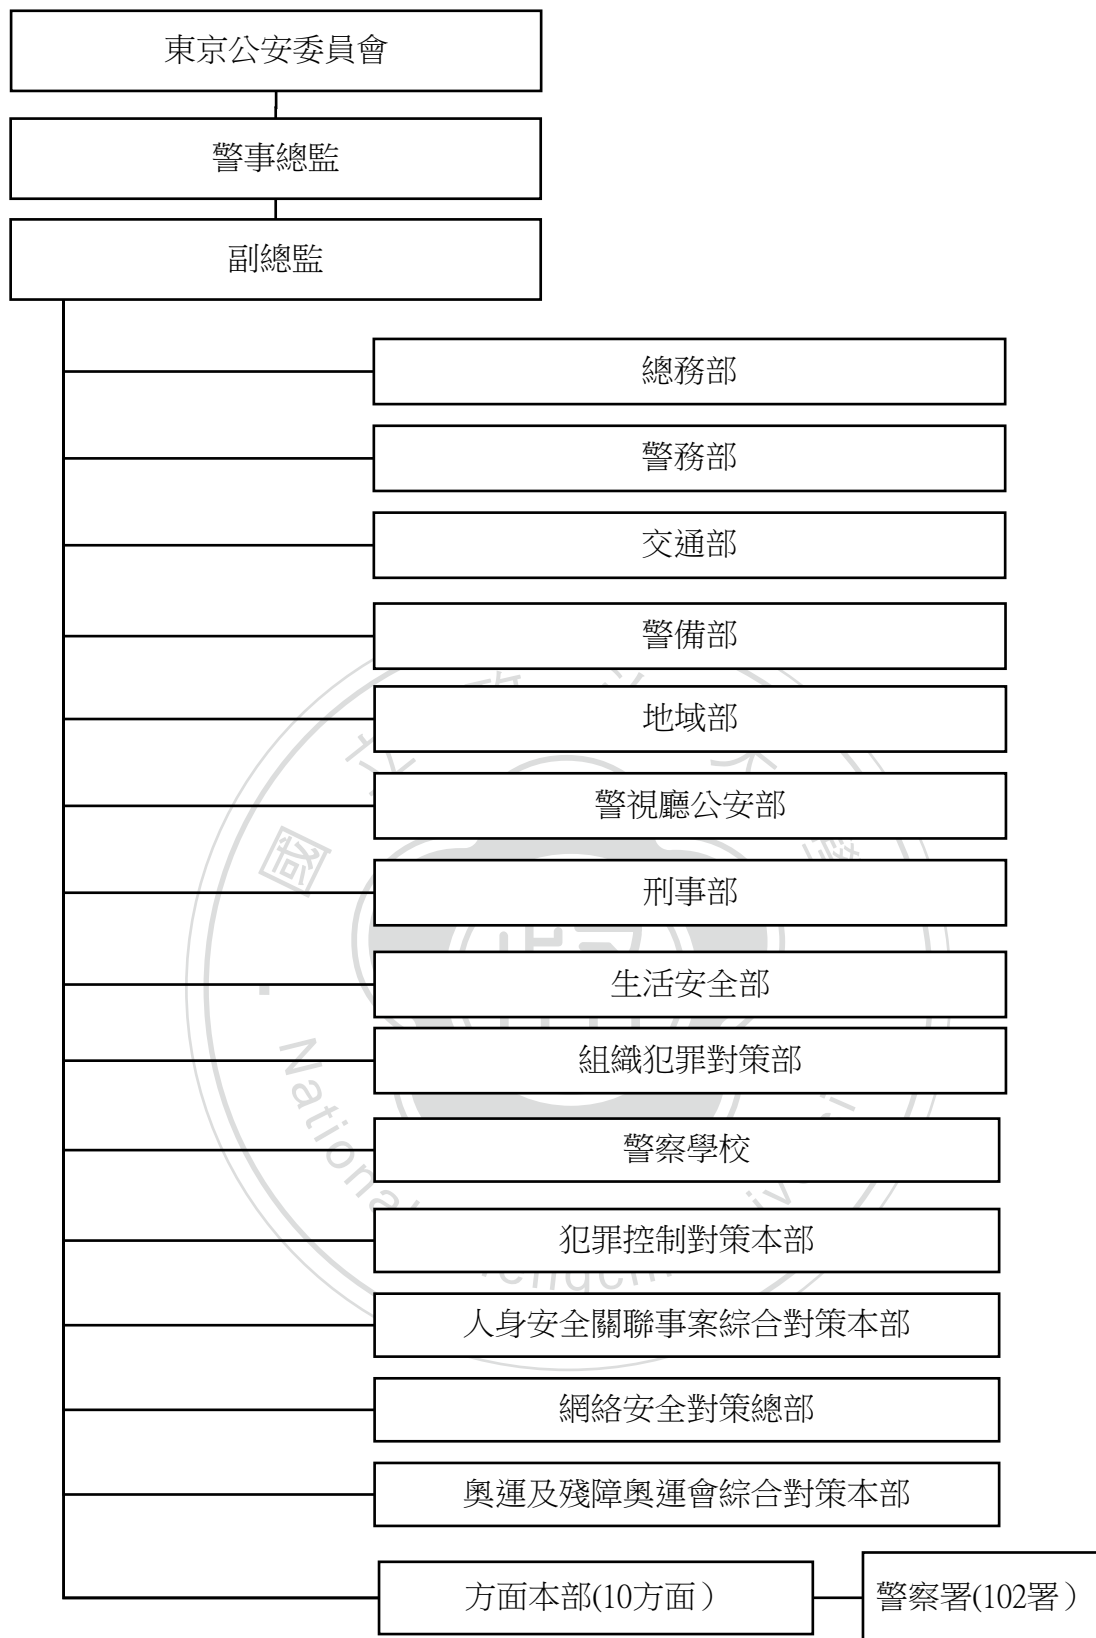 東京公安委員會
警事總監
副總監
總務部
警務部
交通部
警備部
地域部
警視廳公安部
刑事部
生活安全部
組織犯罪對策部
警察學校
犯罪控制對策本部
人身安全關聯事案綜合對策本部
網絡安全對策總部
奧運及殘障奧運會綜合對策本部
方面本部(10方面）
警察署(102署）
國
National